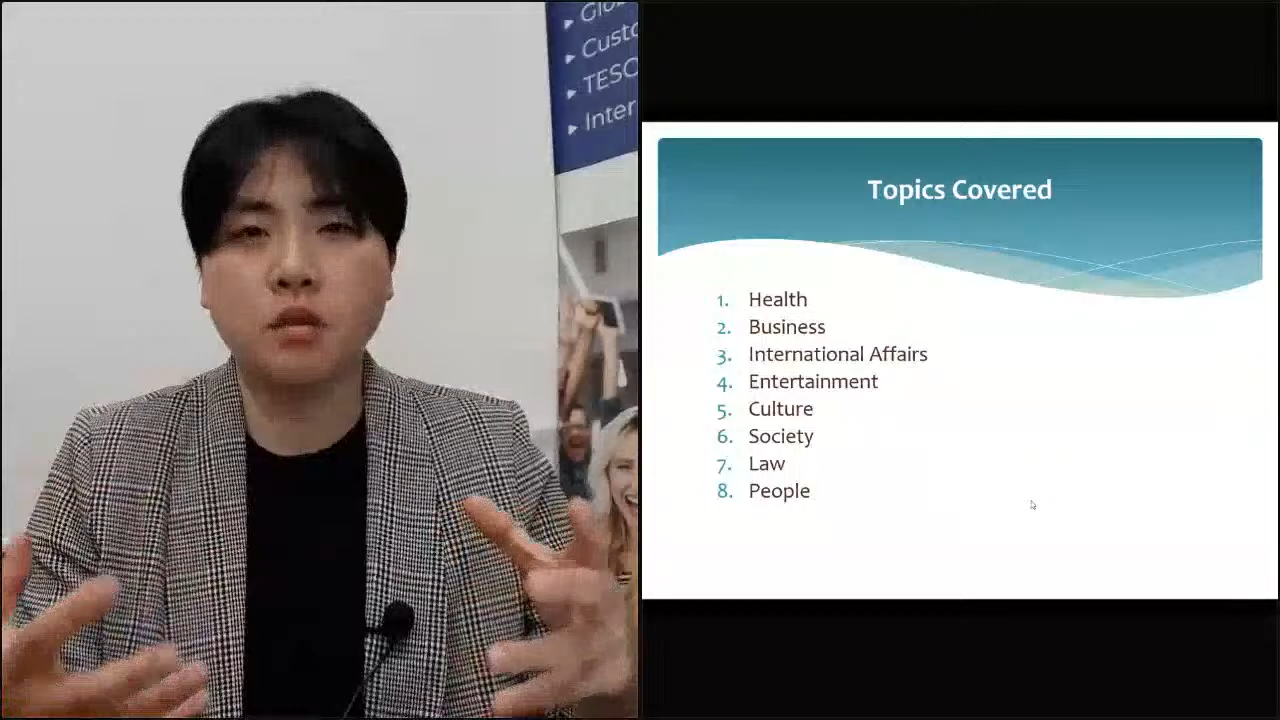 Custo
TESO
Inter
Topics Covered
1. Health
2. Business
3. International Affairs
4. Entertainment
5. Culture
6. Society
7. Law
8. People